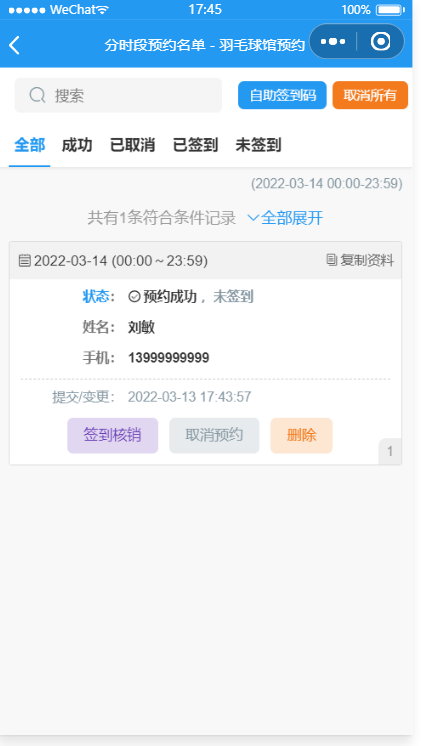 WeChat 17:45 100%
分时段预约名单 - 羽毛球馆预约
搜索 自助签到码 取消所有
全部 成功 已取消 已签到 未签到
(2022-03-14 00:00-23:59)
共有1条符合条件记录 全部展开
2022-03-14 (00:00～23:59) 复制资料
状态： 预约成功，未签到
姓名： 刘敏
手机： 13999999999
提交/变更： 2022-03-13 17:43:57
签到核销 取消预约 删除
1